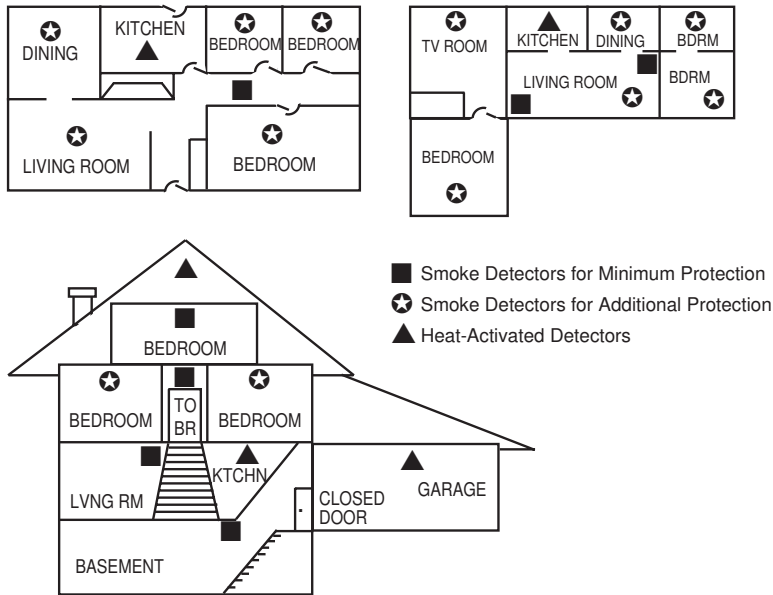 DINING
KITCHEN
BEDROOM
BEDROOM
LIVING ROOM
BEDROOM
TV ROOM
KITCHEN
DINING
BDRM
LIVING ROOM
BDRM
BEDROOM
Smoke Detectors for Minimum Protection
Smoke Detectors for Additional Protection
Heat-Activated Detectors
BEDROOM
BEDROOM
TO
BR
BEDROOM
LVNG RM
KTCHN
CLOSED
DOOR
GARAGE
BASEMENT